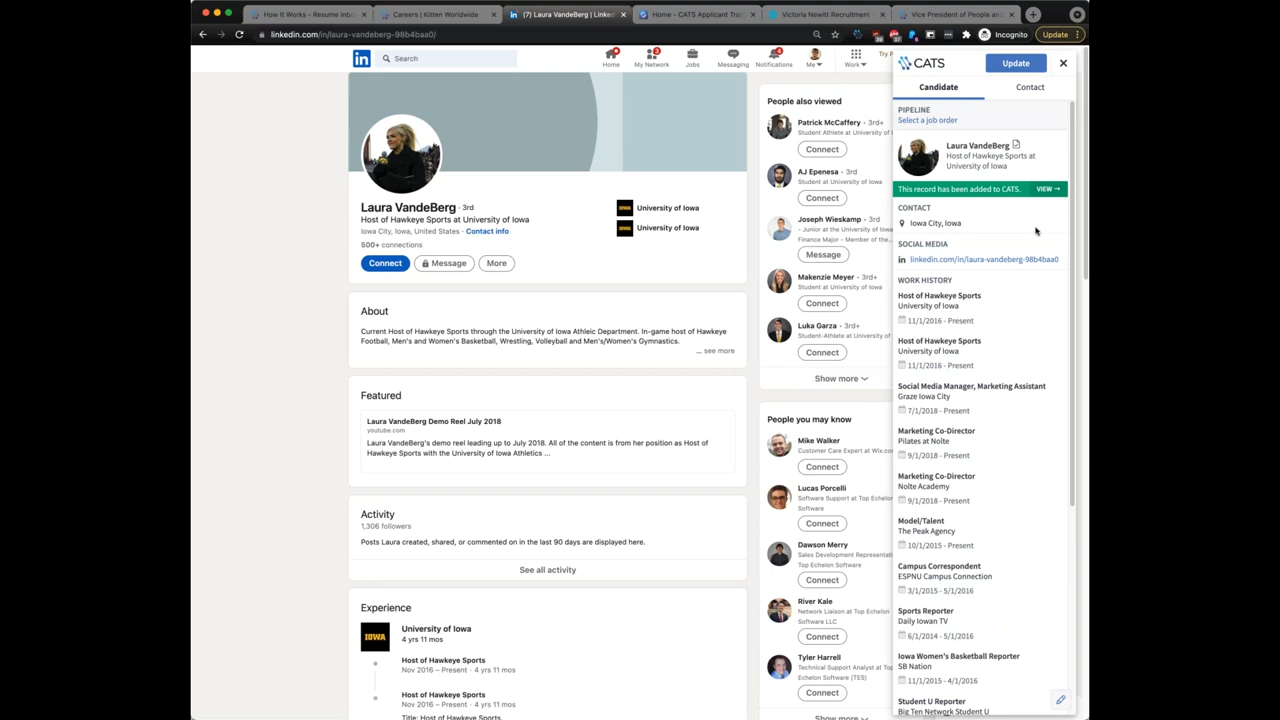 How It Works - Resume Inbo
Careers | Kitten Worldwide
(7) Laura VandeBerg | Linked
Home - CATS Applicant Trac
Victoria Newitt Recruitment
Vice President of People and
linkedin.com/in/laura-vandeberg-98b4baa0/
Incognito
Update
Search
Home
My Network
Jobs
Messaging
Notifications
Me
Work
Try P
Laura VandeBerg · 3rd
Host of Hawkeye Sports at University of Iowa
Iowa City, Iowa, United States · Contact info
500+ connections
Connect
Message
More
University of Iowa
University of Iowa
About
Current Host of Hawkeye Sports through the University of Iowa Athleic Department. In-game host of Hawkeye
Football, Men's and Women's Basketball, Wrestling, Volleyball and Men's/Women's Gymnastics.
... see more
Featured
Laura VandeBerg Demo Reel July 2018
youtube.com
Laura VandeBerg's demo reel leading up to July 2018. All of the content is from her position as Host of
Hawkeye Sports with the University of Iowa Athletics ...
Activity
1,306 followers
Posts Laura created, shared, or commented on in the last 90 days are displayed here.
See all activity
Experience
IOWA
University of Iowa
4 yrs 11 mos
Host of Hawkeye Sports
Nov 2016 – Present · 4 yrs 11 mos
Host of Hawkeye Sports
Nov 2016 – Present · 4 yrs 11 mos
Title: Host of Hawkeye Sports.
People also viewed
Patrick McCaffery · 3rd+
Student Athlete at University of I
Connect
AJ Epenesa · 3rd
Student at University of Iowa
Connect
Joseph Wieskamp · 3rd
- Junior at the University of Iowa
Finance Major - Member of the...
Message
Makenzie Meyer · 3rd+
Student at University of Iowa
Connect
Luka Garza · 3rd+
Student-Athlete at University of
Connect
Show more
People you may know
Mike Walker
Customer Care Expert at Wix.co
Connect
Lucas Porcelli
Software Support at Top Echelon
Software
Connect
Dawson Merry
Sales Development Representati
Top Echelon Software
Connect
River Kale
Network Liaison at Top Echelon
Software LLC
Connect
Tyler Harrell
Technical Support Analyst at Top
Echelon Software (TES)
Connect
Show more
CATS
Update
Candidate
Contact
PIPELINE
Select a job order
Laura VandeBerg
Host of Hawkeye Sports at
University of Iowa
This record has been added to CATS.
VIEW →
CONTACT
Iowa City, Iowa
SOCIAL MEDIA
linkedin.com/in/laura-vandeberg-98b4baa0
WORK HISTORY
Host of Hawkeye Sports
University of Iowa
11/1/2016 - Present
Host of Hawkeye Sports
University of Iowa
11/1/2016 - Present
Social Media Manager, Marketing Assistant
Graze Iowa City
7/1/2018 - Present
Marketing Co-Director
Pilates at Nolte
9/1/2018 - Present
Marketing Co-Director
Nolte Academy
9/1/2018 - Present
Model/Talent
The Peak Agency
10/1/2015 - Present
Campus Correspondent
ESPNU Campus Connection
3/1/2015 - 5/1/2016
Sports Reporter
Daily Iowan TV
6/1/2014 - 5/1/2016
Iowa Women's Basketball Reporter
SB Nation
11/1/2015 - 4/1/2016
Student U Reporter
Big Ten Network Student U